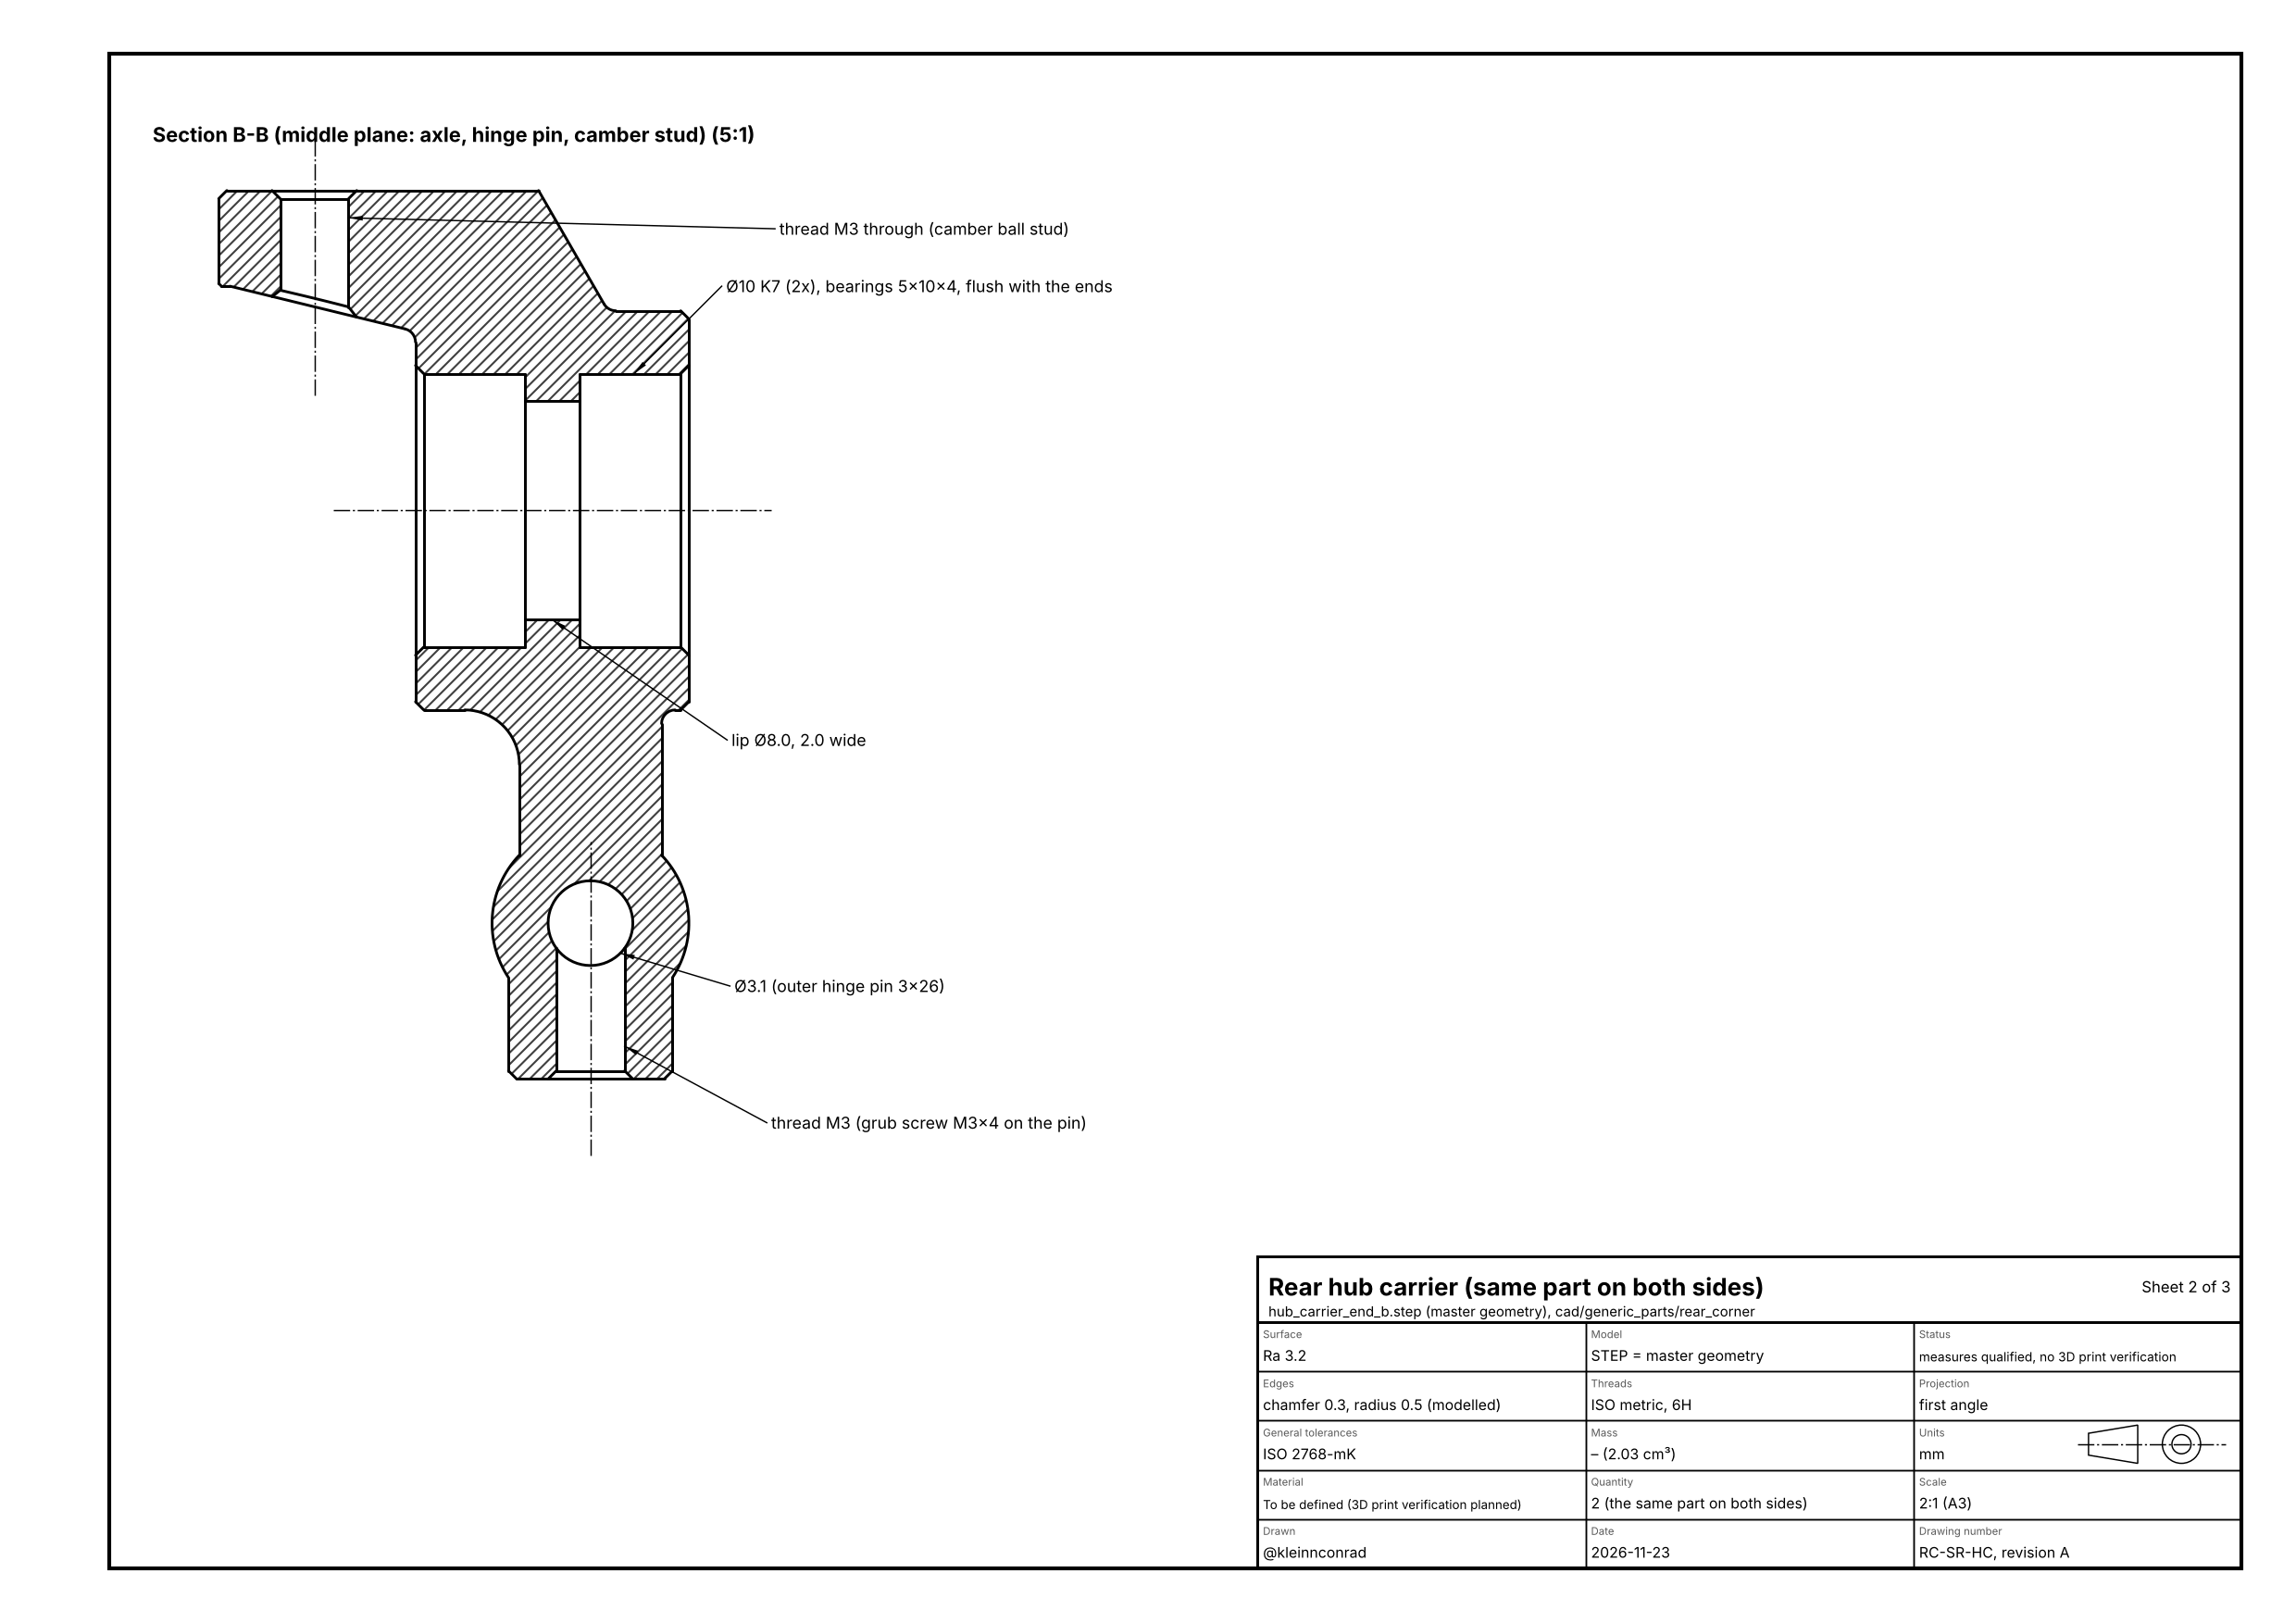 Section B-B (middle plane: axle, hinge pin, camber stud) (5:1)
thread M3 through (camber ball stud)
Ø10 K7 (2x), bearings 5×10×4, flush with the ends
lip Ø8.0, 2.0 wide
Ø3.1 (outer hinge pin 3×26)
thread M3 (grub screw M3×4 on the pin)
Rear hub carrier (same part on both sides)
Sheet 2 of 3
hub_carrier_end_b.step (master geometry), cad/generic_parts/rear_corner
Surface
Model
Status
Ra 3.2
STEP = master geometry
measures qualified, no 3D print verification
Edges
Threads
Projection
chamfer 0.3, radius 0.5 (modelled)
ISO metric, 6H
first angle
General tolerances
Mass
Units
ISO 2768-mK
– (2.03 cm³)
mm
Material
Quantity
Scale
To be defined (3D print verification planned)
2 (the same part on both sides)
2:1 (A3)
Drawn
Date
Drawing number
@kleinnconrad
2026-11-23
RC-SR-HC, revision A